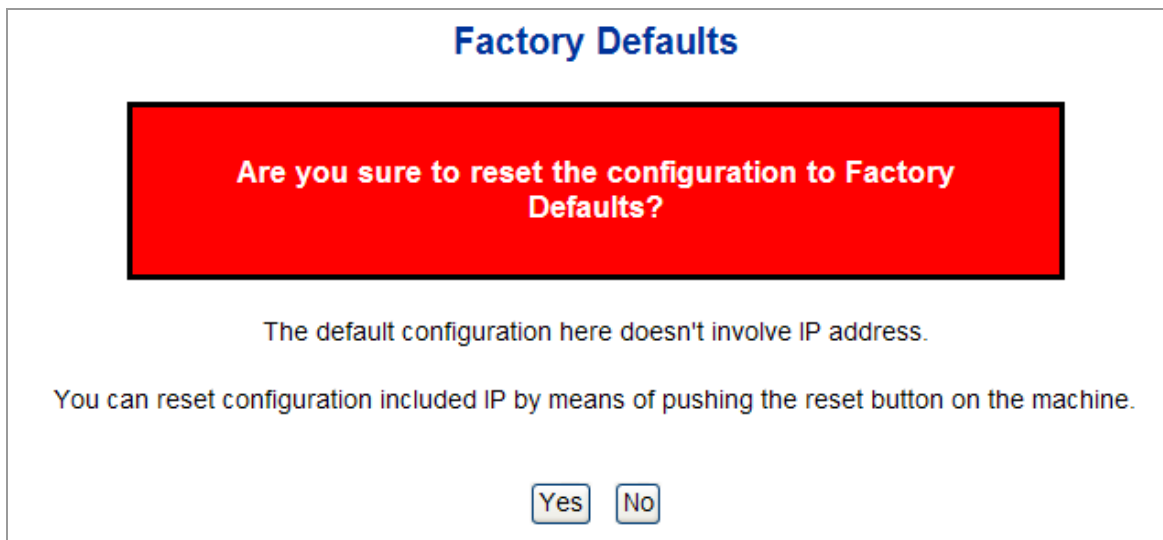 Factory Defaults
Are you sure to reset the configuration to Factory
Defaults?
The default configuration here doesn't involve IP address.
You can reset configuration included IP by means of pushing the reset button on the machine.
Yes No